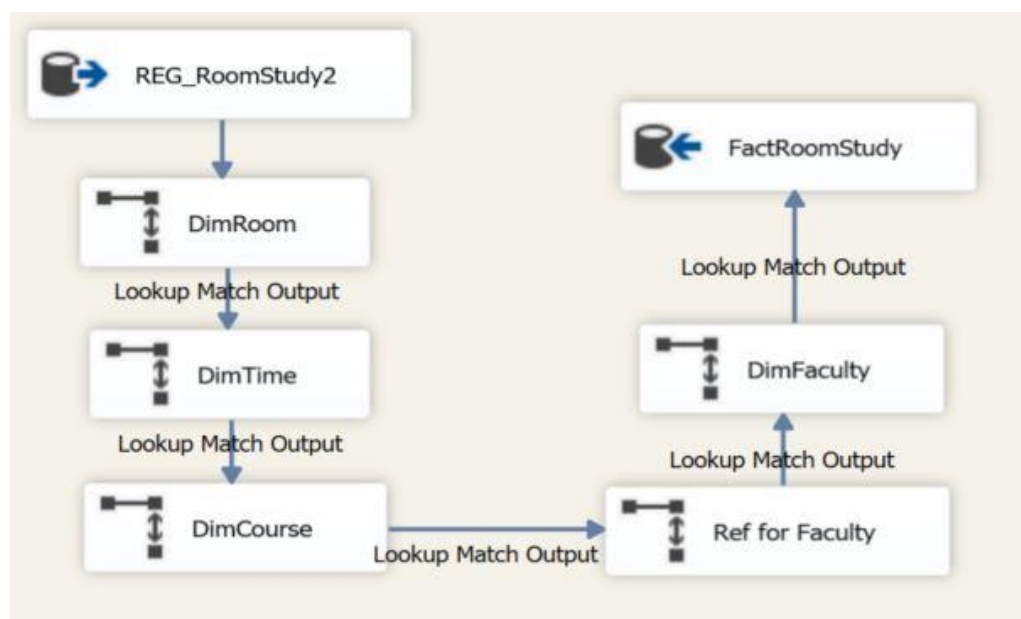 REG_RoomStudy2
DimRoom
Lookup Match Output
DimTime
Lookup Match Output
DimCourse
Lookup Match Output
Ref for Faculty
Lookup Match Output
DimFaculty
Lookup Match Output
FactRoomStudy